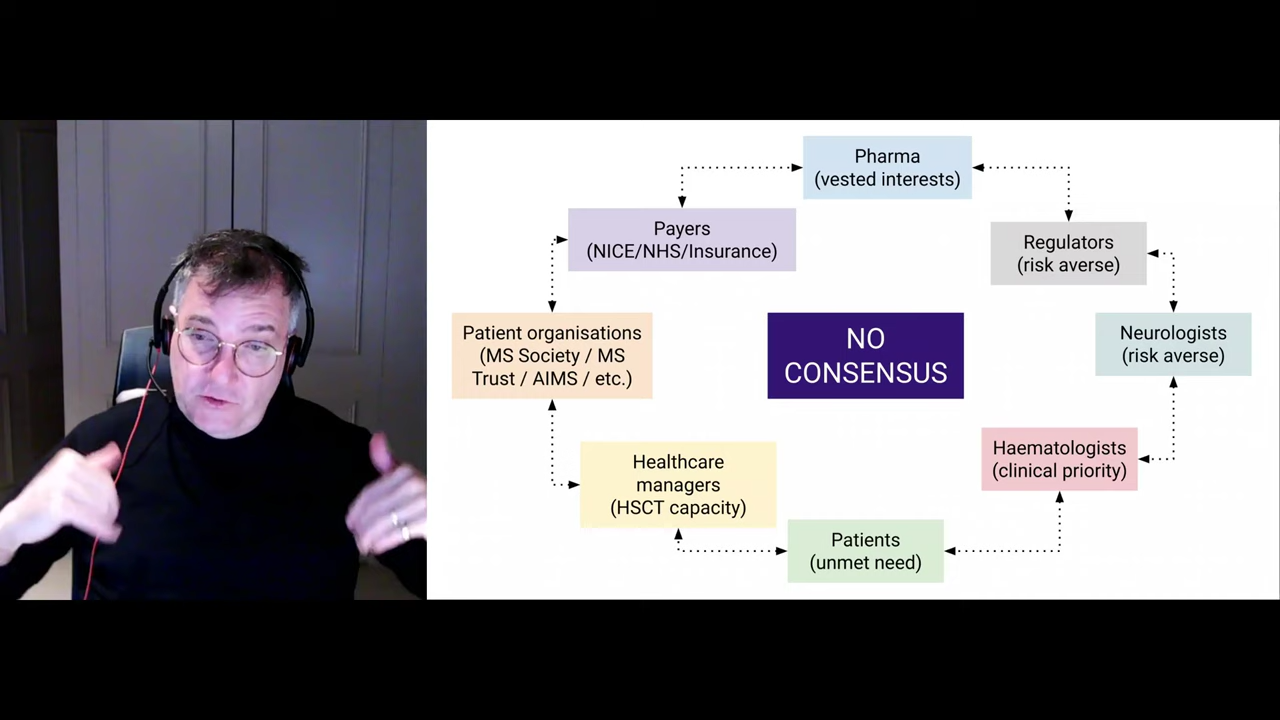 Pharma
(vested interests)
Payers
(NICE/NHS/Insurance)
Regulators
(risk averse)
Patient organisations
(MS Society / MS
Trust / AIMS / etc.)
NO
CONSENSUS
Neurologists
(risk averse)
Haematologists
(clinical priority)
Healthcare
managers
(HSCT capacity)
Patients
(unmet need)